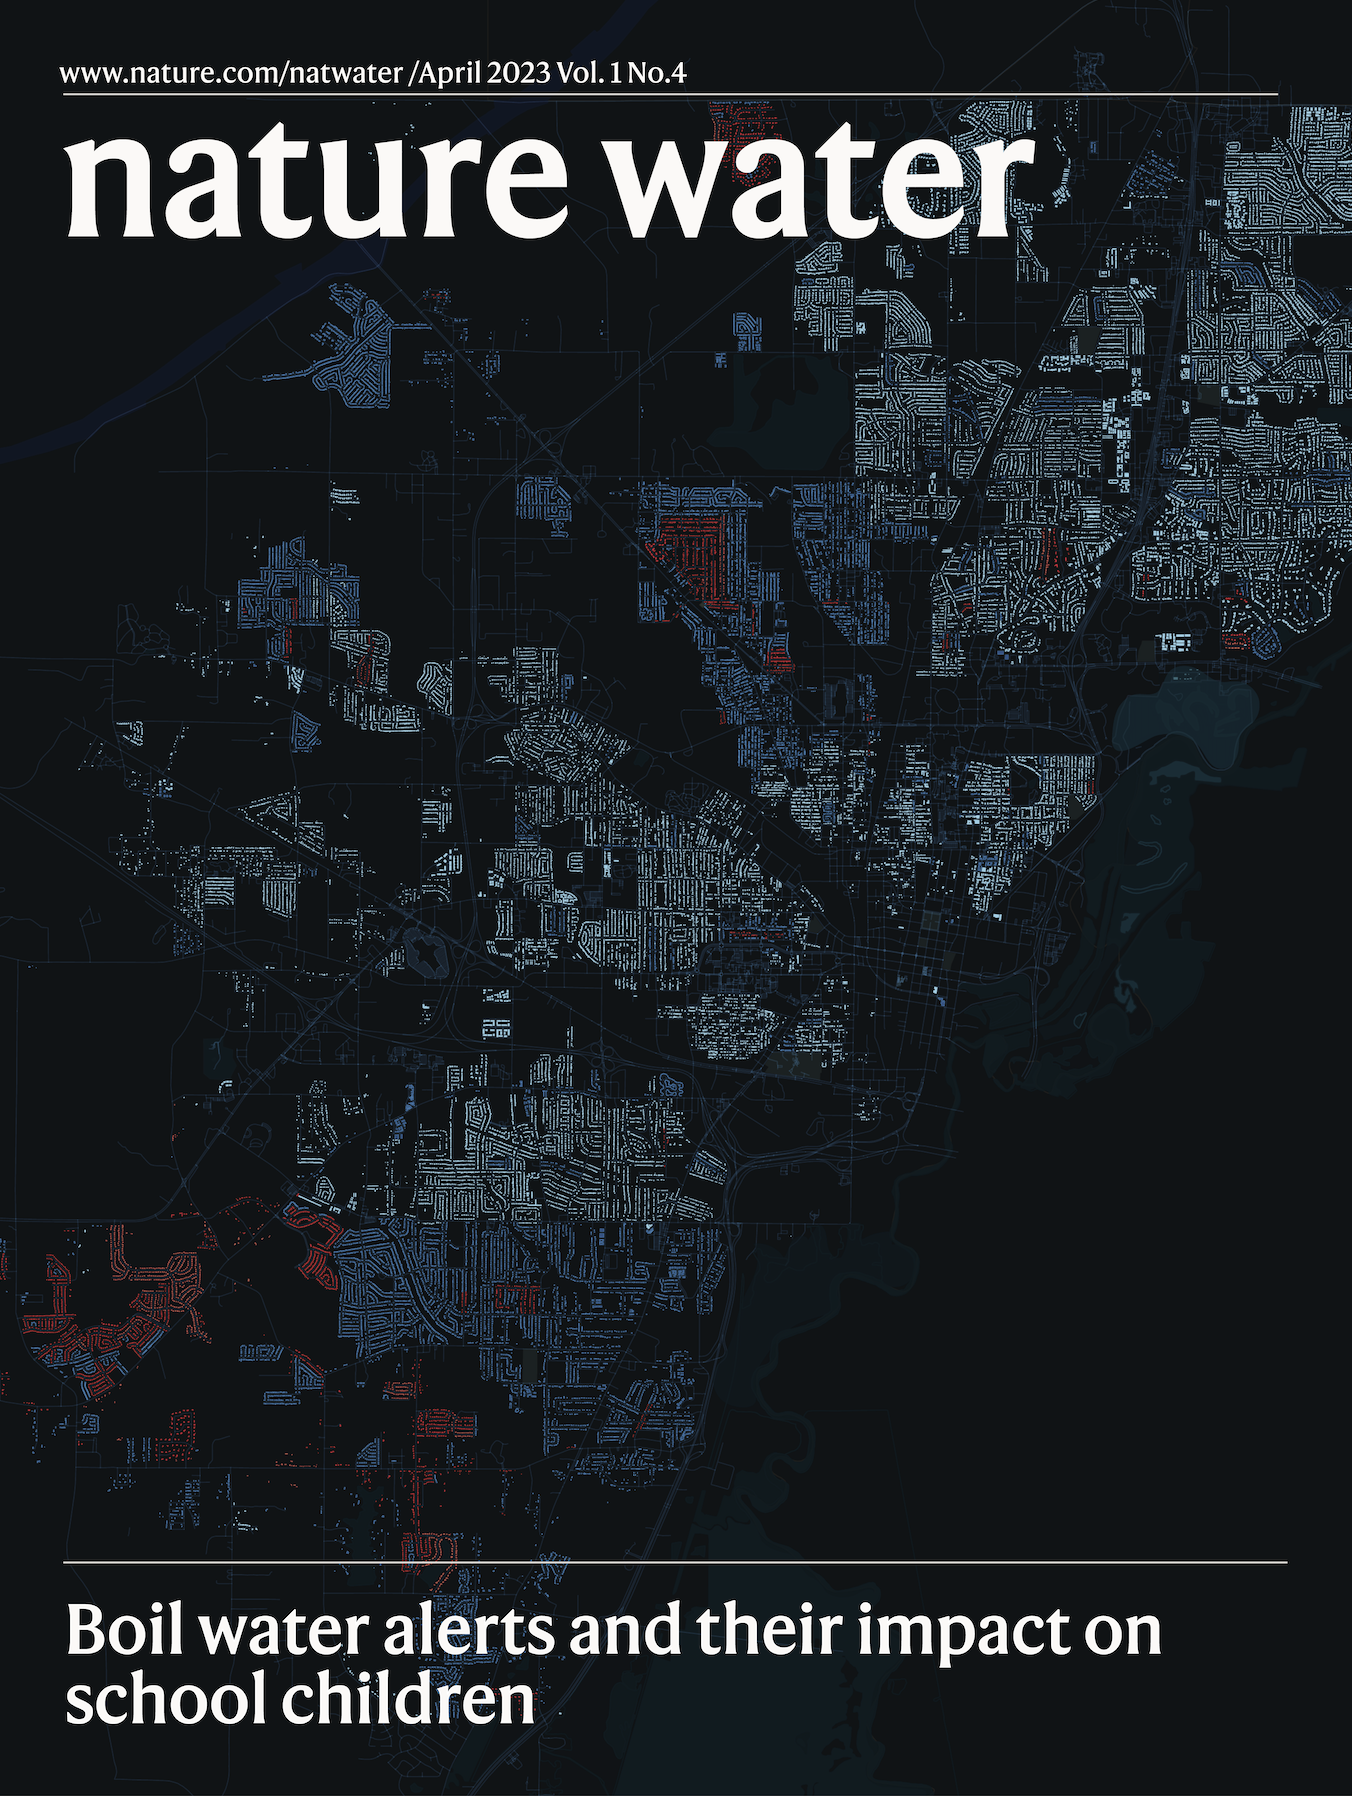 www.nature.com/natwater /April 2023 Vol. 1 No.4
nature water
Boil water alerts and their impact on
school children